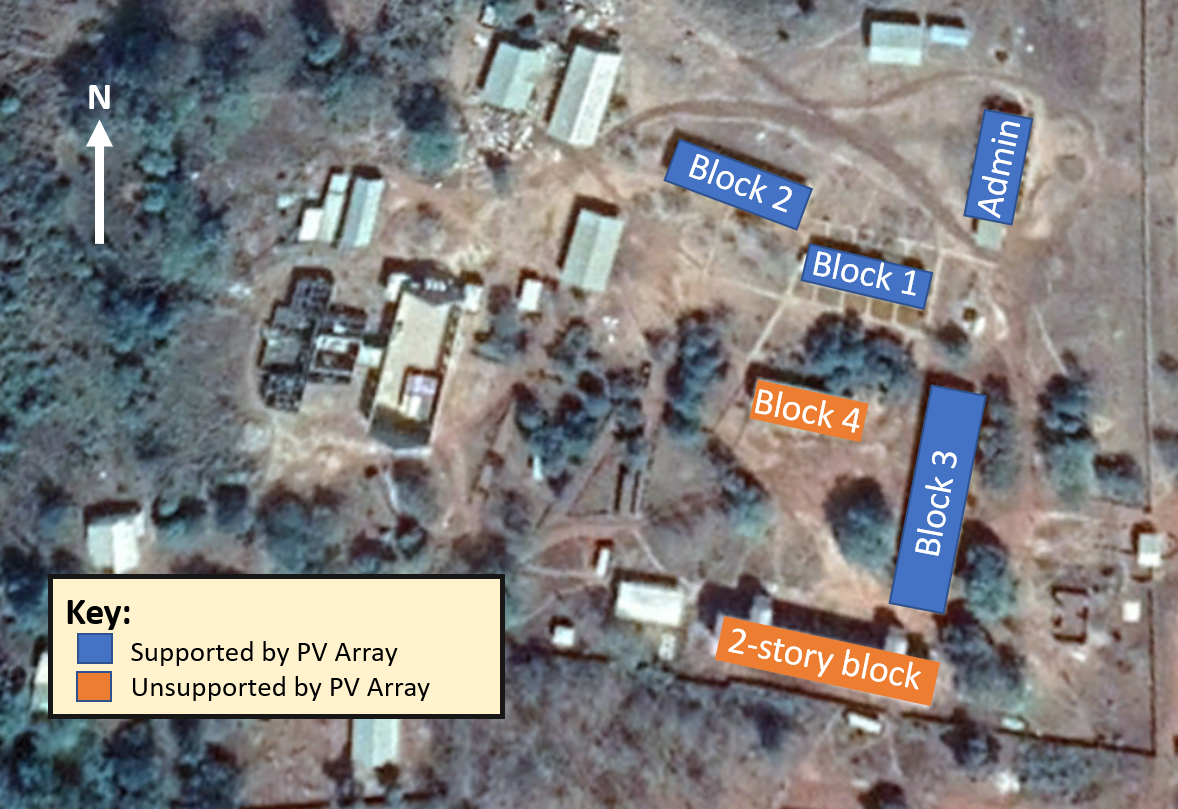 N
Block 2
Admin
Block 1
Block 4
Block 3
2-story block
Key:
Supported by PV Array
Unsupported by PV Array